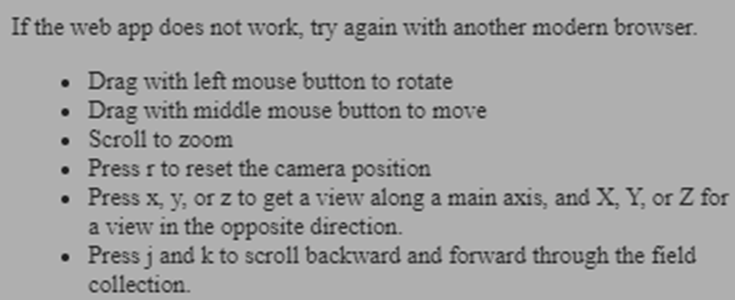 If the web app does not work, try again with another modern browser.
• Drag with left mouse button to rotate
• Drag with middle mouse button to move
• Scroll to zoom
• Press r to reset the camera position
• Press x, y, or z to get a view along a main axis, and X, Y, or Z for
a view in the opposite direction.
• Press j and k to scroll backward and forward through the field
collection.